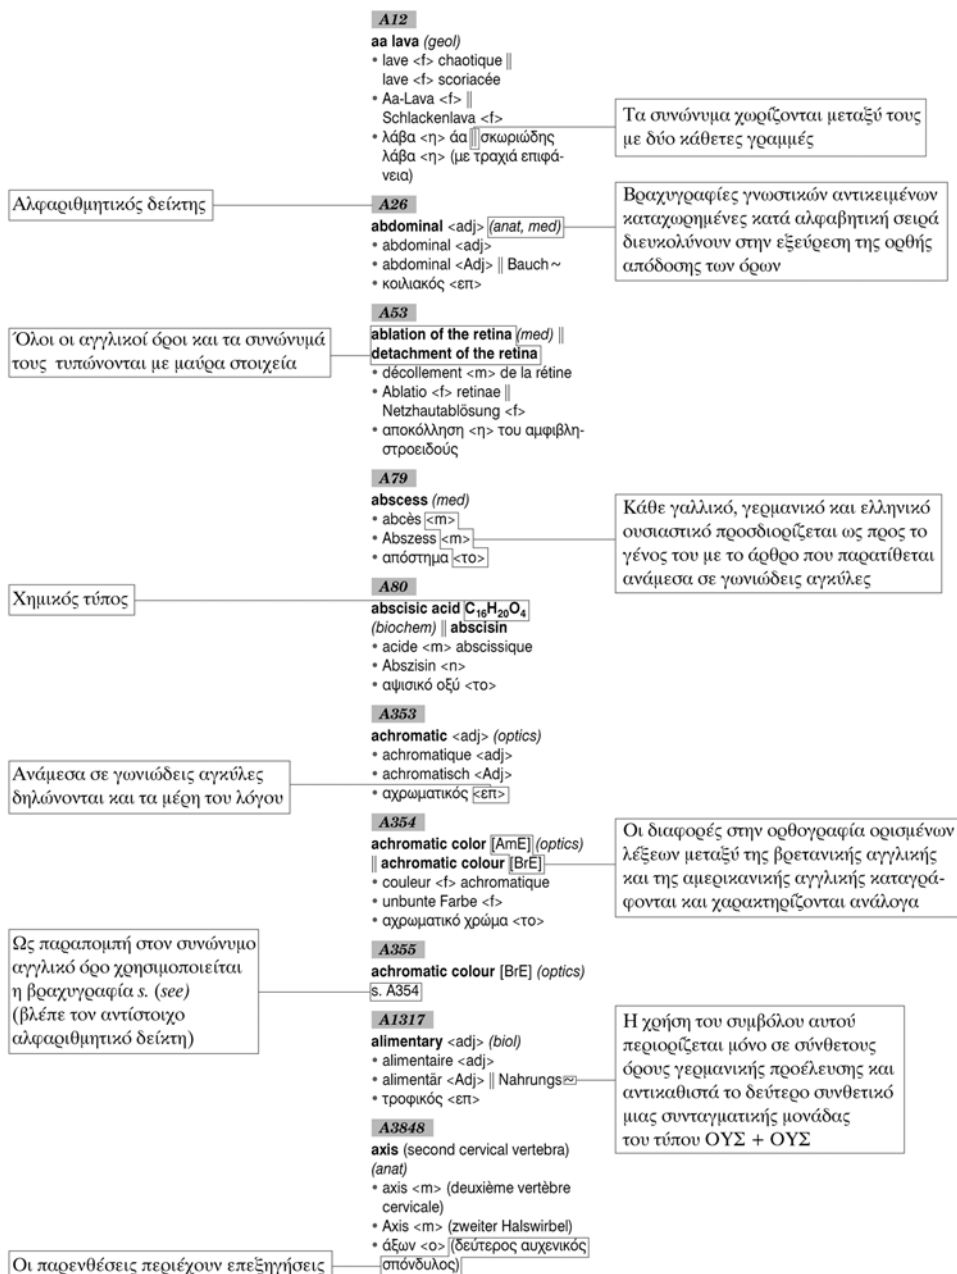 A12
aa lava (geol)
• lave <f> chaotique ||
lave <f> scoriacée
• Aa-Lava <f> ||
Schlackenlava <f>
• λάβα <η> άα || σκωριώδης
λάβα <η> (με τραχιά επιφά-
νεια)
Τα συνώνυμα χωρίζονται μεταξύ τους
με δύο κάθετες γραμμές
Αλφαριθμητικός δείκτης
A26
abdominal <adj> (anat, med)
• abdominal <adj>
• abdominal <Adj> || Bauch~
• κοιλιακός <επ>
Βραχυγραφίες γνωστικών αντικειμένων
καταχωρημένες κατά αλφαβητική σειρά
διευκολύνουν στην εξεύρεση της ορθής
απόδοσης των όρων
Όλοι οι αγγλικοί όροι και τα συνώνυμά
τους τυπώνονται με μαύρα στοιχεία
A53
ablation of the retina (med) ||
detachment of the retina
• décollement <m> de la rétine
• Ablatio <f> retinae ||
Netzhautablösung <f>
• αποκόλληση <η> του αμφιβλη-
στροειδούς
A79
abscess (med)
• abcès <m>
• Abszess <m>
• απόστημα <το>
Κάθε γαλλικό, γερμανικό και ελληνικό
ουσιαστικό προσδιορίζεται ως προς το
γένος του με το άρθρο που παρατίθεται
ανάμεσα σε γωνιώδεις αγκύλες
Χημικός τύπος
A80
abscisic acid C₁₆H₂₀O₄
(biochem) || abscisin
• acide <m> abscissique
• Abszisin <n>
• αψισικό οξύ <το>
Ανάμεσα σε γωνιώδεις αγκύλες
δηλώνονται και τα μέρη του λόγου
A353
achromatic <adj> (optics)
• achromatique <adj>
• achromatisch <Adj>
• αχρωματικός <επ>
A354
achromatic color [AmE] (optics)
|| achromatic colour [BrE]
• couleur <f> achromatique
• unbunte Farbe <f>
• αχρωματικό χρώμα <το>
Οι διαφορές στην ορθογραφία ορισμένων
λέξεων μεταξύ της βρετανικής αγγλικής
και της αμερικανικής αγγλικής καταγρά-
φονται και χαρακτηρίζονται ανάλογα
Ως παραπομπή στον συνώνυμο
αγγλικό όρο χρησιμοποιείται
η βραχυγραφία s. (see)
(βλέπε τον αντίστοιχο
αλφαριθμητικό δείκτη)
A355
achromatic colour [BrE] (optics)
s. A354
A1317
alimentary <adj> (biol)
• alimentaire <adj>
• alimentär <Adj> || Nahrungs~
• τροφικός <επ>
Η χρήση του συμβόλου αυτού
περιορίζεται μόνο σε σύνθετους
όρους γερμανικής προέλευσης και
αντικαθιστά το δεύτερο συνθετικό
μιας συνταγματικής μονάδας
του τύπου ΟΥΣ + ΟΥΣ
A3848
axis (second cervical vertebra)
(anat)
• axis <m> (deuxième vertèbre
cervicale)
• Axis <m> (zweiter Halswirbel)
• άξων <ο> (δεύτερος αυχενικός
σπόνδυλος)
Οι παρενθέσεις περιέχουν επεξηγήσεις